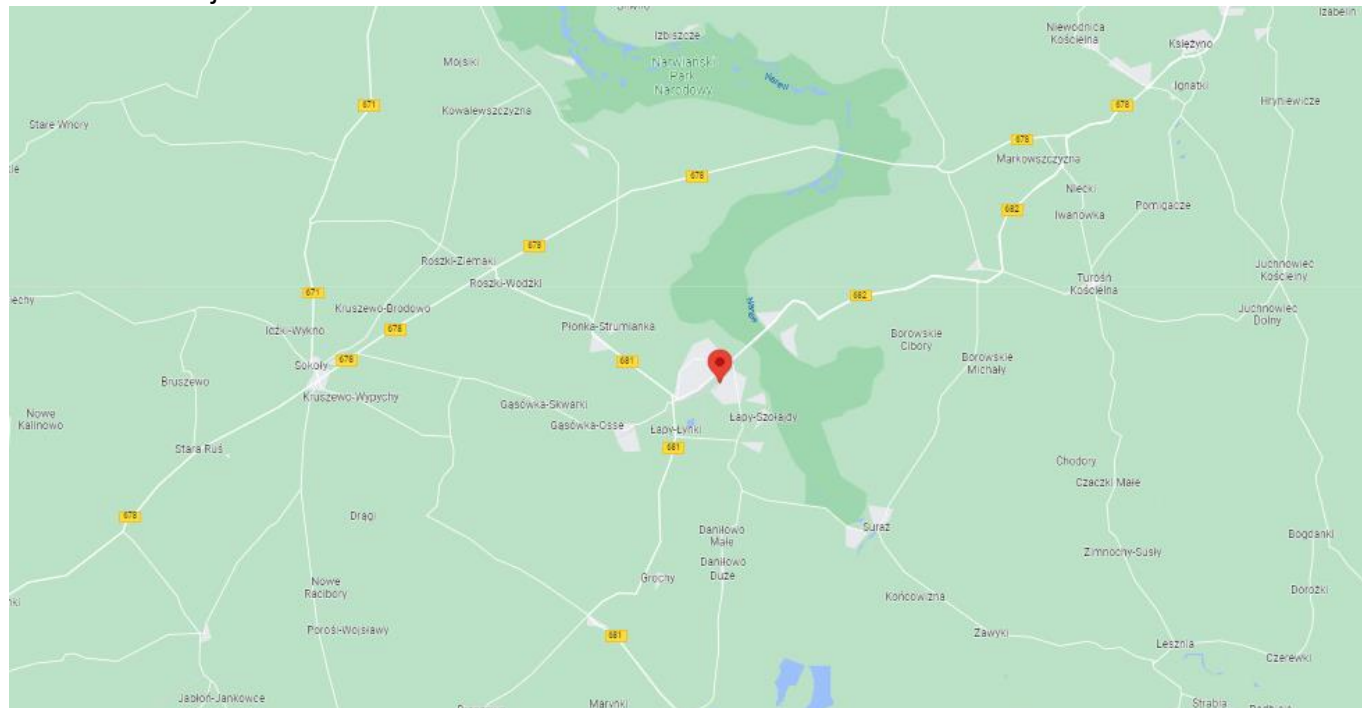 Izabelin
Izbiszcze
Niewodnica
Kościelna
Księżyno
Mojsiki
Narwiański
Park
Narodowy
Narew
Ignatki
Hryniewicze
671
Kowalewszczyzna
678
Stare Wnory
678
Markowszczyzna
678
Niecki
682
Iwanówka
Pomigacze
678
Roszki-Ziemaki
Roszki-Wodźki
Juchnowiec
Kościelny
Turośń
Kościelna
671
682
Narew
Kruszewo-Brodowo
Juchnowiec
Dolny
Idźki-Wykno
678
Płonka-Strumianka
Borowskie
Cibory
Sokoły
678
681
Borowskie
Michały
Bruszewo
Kruszewo-Wypychy
Gąsówka-Skwarki
Nowe
Kalinowo
Gąsówka-Osse
Łapy-Łynki
Łapy-Szołajdy
Stara Ruś
681
Chodory
Czaczki Małe
678
Drągi
Daniłowo
Małe
Suraż
Bogdanki
Zimnochy-Susły
Daniłowo
Duże
Nowe
Racibory
Grochy
Końcowizna
Dorożki
Porośl-Wojsławy
681
Zawyki
Lesznia
Czerewki
Jabłoń-Jankowce
Marynki
Strabla